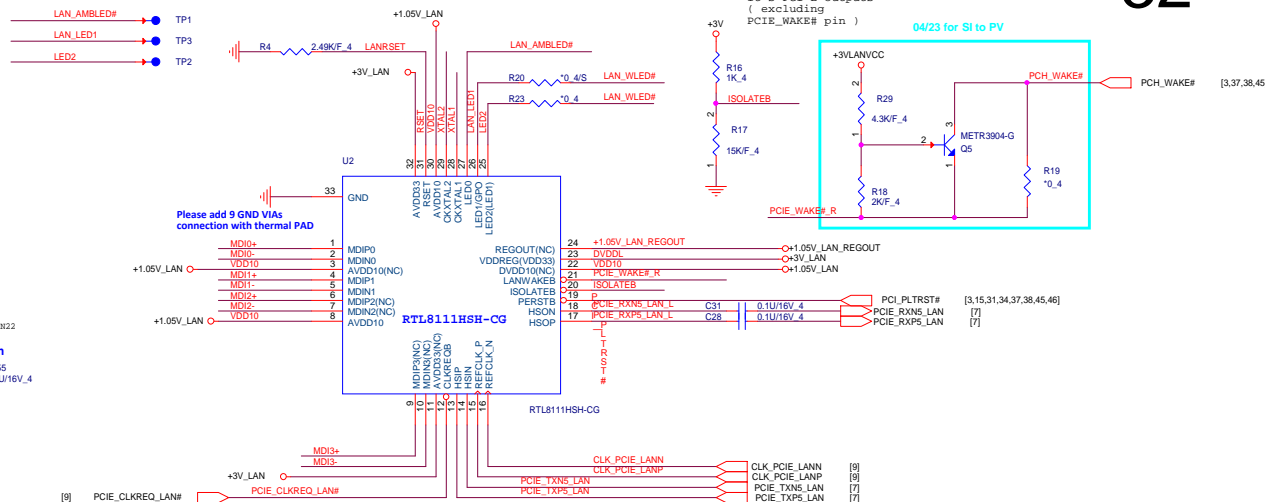 ( excluding
PCIE_WAKE# pin )
LAN_AMBLED#
TP1
LAN_LED1
TP3
LED2
TP2
+1.05V_LAN
R4
2.49K/F_4
LANRSET
+3V_LAN
LAN_AMBLED#
R20
*0_4/S
LAN_WLED#
R23
*0_4
LAN_WLED#
RSET
VDD10
XTAL2
XTAL1
LAN_LED1
LED2
+3V
R16
1K_4
ISOLATEB
2
R17
15K/F_4
1
04/23 for SI to PV
+3VLANVCC
2
R29
4.3K/F_4
1
2
3
METR3904-G
Q5
1
R18
2K/F_4
R19
*0_4
PCH_WAKE#
PCH_WAKE#
[3,37,38,45
PCIE_WAKE#_R
U2
32
31
30
29
28
27
26
25
AVDD33
RSET
AVDD10
CKXTAL2
CKXTAL1
LED0
LED1/GPO
LED2(LED1)
33
GND
Please add 9 GND VIAs
connection with thermal PAD
MDI0+ 1 MDIP0
MDI0- 2 MDIN0
+1.05V_LAN VDD10 3 AVDD10(NC)
MDI1+ 4 MDIP1
MDI1- 5 MDIN1
MDI2+ 6 MDIP2(NC)
MDI2- 7 MDIN2(NC)
+1.05V_LAN VDD10 8 AVDD10
RTL8111HSH-CG
REGOUT(NC) 24 +1.05V_LAN_REGOUT +1.05V_LAN_REGOUT
VDDREG(VDD33) 23 DVDDL +3V_LAN
DVDD10(NC) 22 VDD10 +1.05V_LAN
LANWAKEB 21 PCIE_WAKE#_R
ISOLATEB 20 ISOLATEB
PERSTB 19 PCI_PLTRST# [3,15,31,34,37,38,45,46]
HSON 18 PCIE_RXN5_LAN_L C31 0.1U/16V_4 PCIE_RXN5_LAN [7]
HSOP 17 PCIE_RXP5_LAN_L C28 0.1U/16V_4 PCIE_RXP5_LAN [7]
P
L
T
R
S
T
#
MDIP3(NC)
MDIN3(NC)
AVDD33(NC)
CLKREQB
HSIP
HSIN
REFCLK_P
REFCLK_N
9
10
11
12
13
14
15
16
RTL8111HSH-CG
MDI3+
MDI3-
+3V_LAN
[9] PCIE_CLKREQ_LAN# PCIE_CLKREQ_LAN#
CLK_PCIE_LANN CLK_PCIE_LANN [9]
CLK_PCIE_LANP CLK_PCIE_LANP [9]
PCIE_TXN5_LAN PCIE_TXN5_LAN [7]
PCIE_TXP5_LAN PCIE_TXP5_LAN [7]